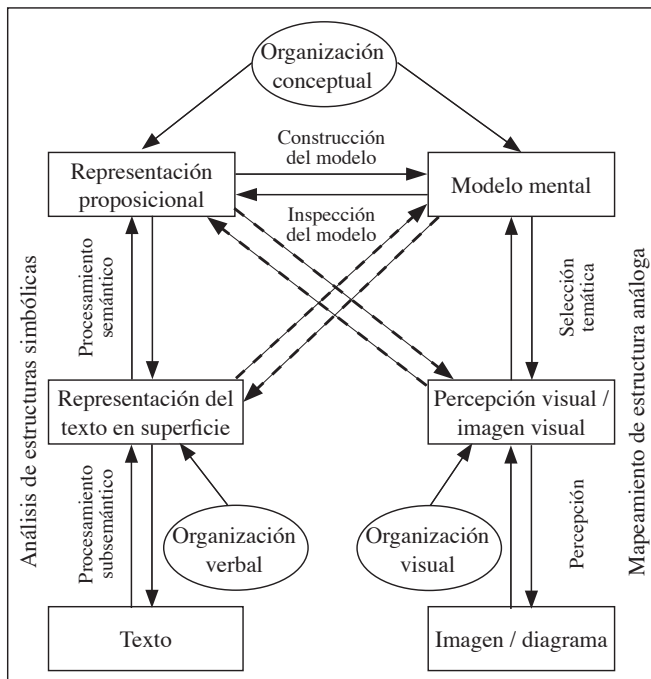 Organización
conceptual
Representación
proposicional
Construcción
del modelo
Inspección
del modelo
Modelo mental
Análisis de estructuras simbólicas
Procesamiento
semántico
Selección
temática
Mapeamiento de estructura análoga
Representación del
texto en superficie
Percepción visual /
imagen visual
Procesamiento
subsemántico
Organización
verbal
Organización
visual
Percepción
Texto
Imagen / diagrama